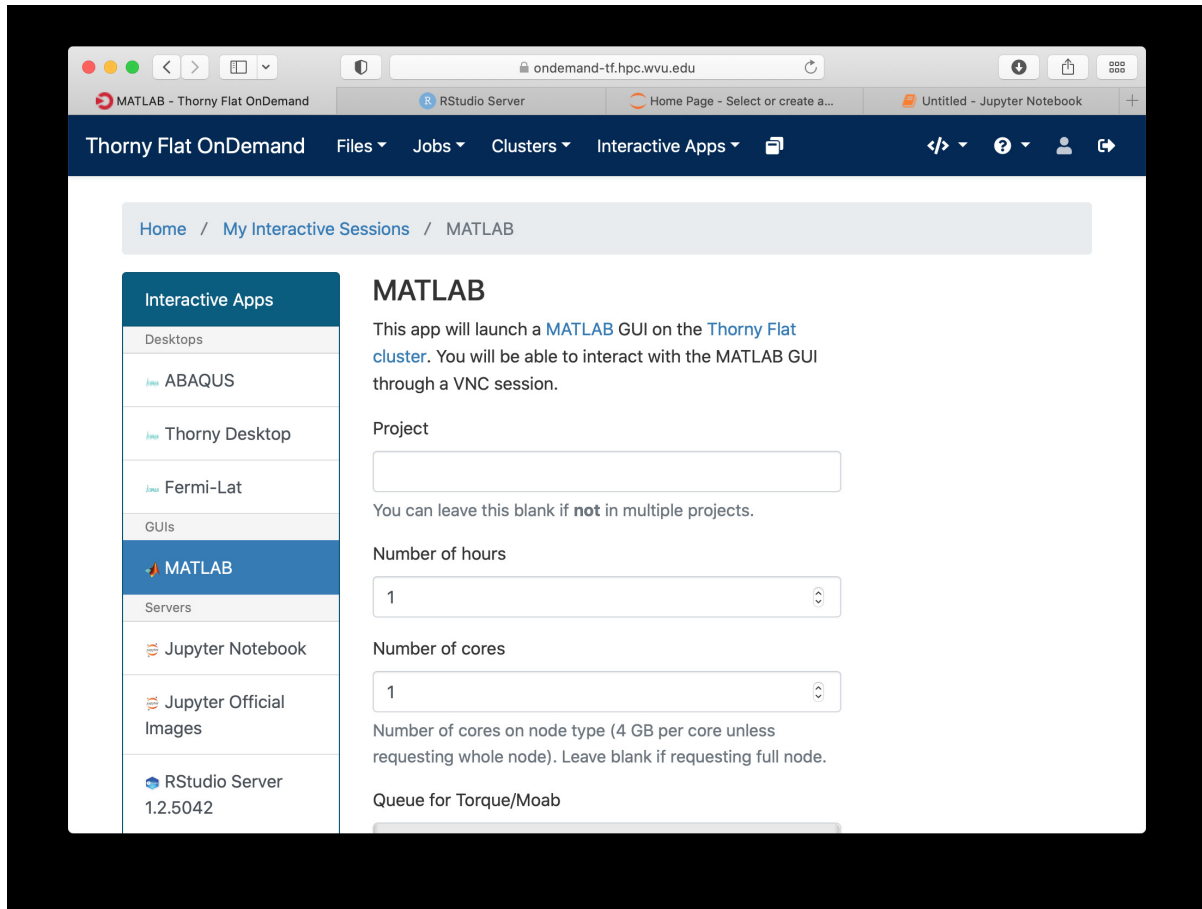 ondemand-tf.hpc.wvu.edu
MATLAB - Thorny Flat OnDemand
R RStudio Server
Home Page - Select or create a...
Untitled - Jupyter Notebook
Thorny Flat OnDemand Files Jobs Clusters Interactive Apps </> ?
Home / My Interactive Sessions / MATLAB
Interactive Apps
Desktops
ABAQUS
Thorny Desktop
Fermi-Lat
GUIs
MATLAB
Servers
Jupyter Notebook
Jupyter Official
Images
RStudio Server
1.2.5042
MATLAB
This app will launch a MATLAB GUI on the Thorny Flat
cluster. You will be able to interact with the MATLAB GUI
through a VNC session.
Project
You can leave this blank if not in multiple projects.
Number of hours
1
Number of cores
1
Number of cores on node type (4 GB per core unless
requesting whole node). Leave blank if requesting full node.
Queue for Torque/Moab